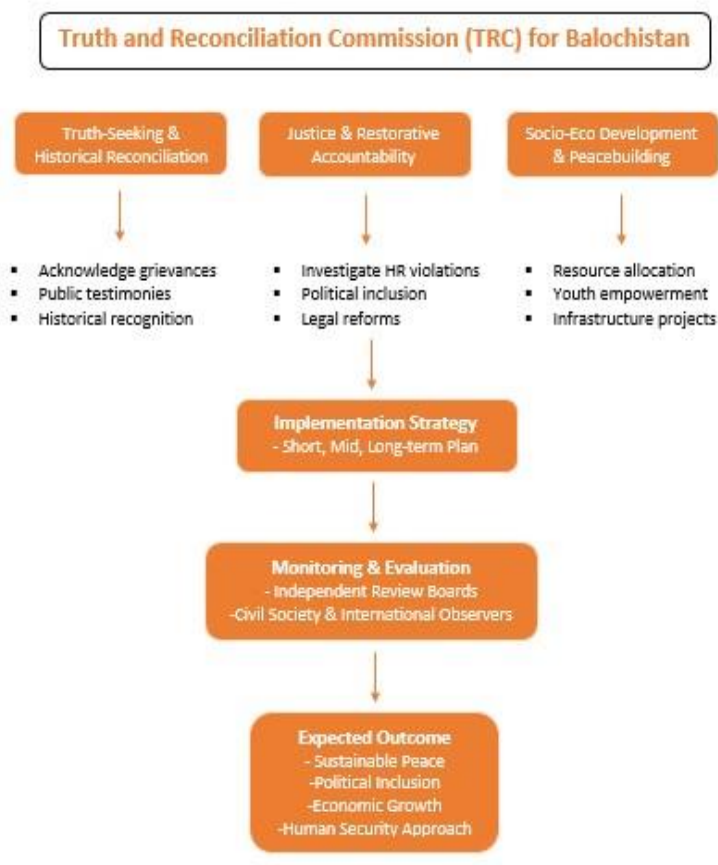 Truth and Reconciliation Commission (TRC) for Balochistan
Truth-Seeking &
Historical Reconciliation
▪ Acknowledge grievances
▪ Public testimonies
▪ Historical recognition
Justice & Restorative
Accountability
▪ Investigate HR violations
▪ Political inclusion
▪ Legal reforms
Socio-Eco Development
& Peacebuilding
▪ Resource allocation
▪ Youth empowerment
▪ Infrastructure projects
Implementation Strategy
- Short, Mid, Long-term Plan
Monitoring & Evaluation
- Independent Review Boards
-Civil Society & International Observers
Expected Outcome
- Sustainable Peace
-Political Inclusion
-Economic Growth
-Human Security Approach